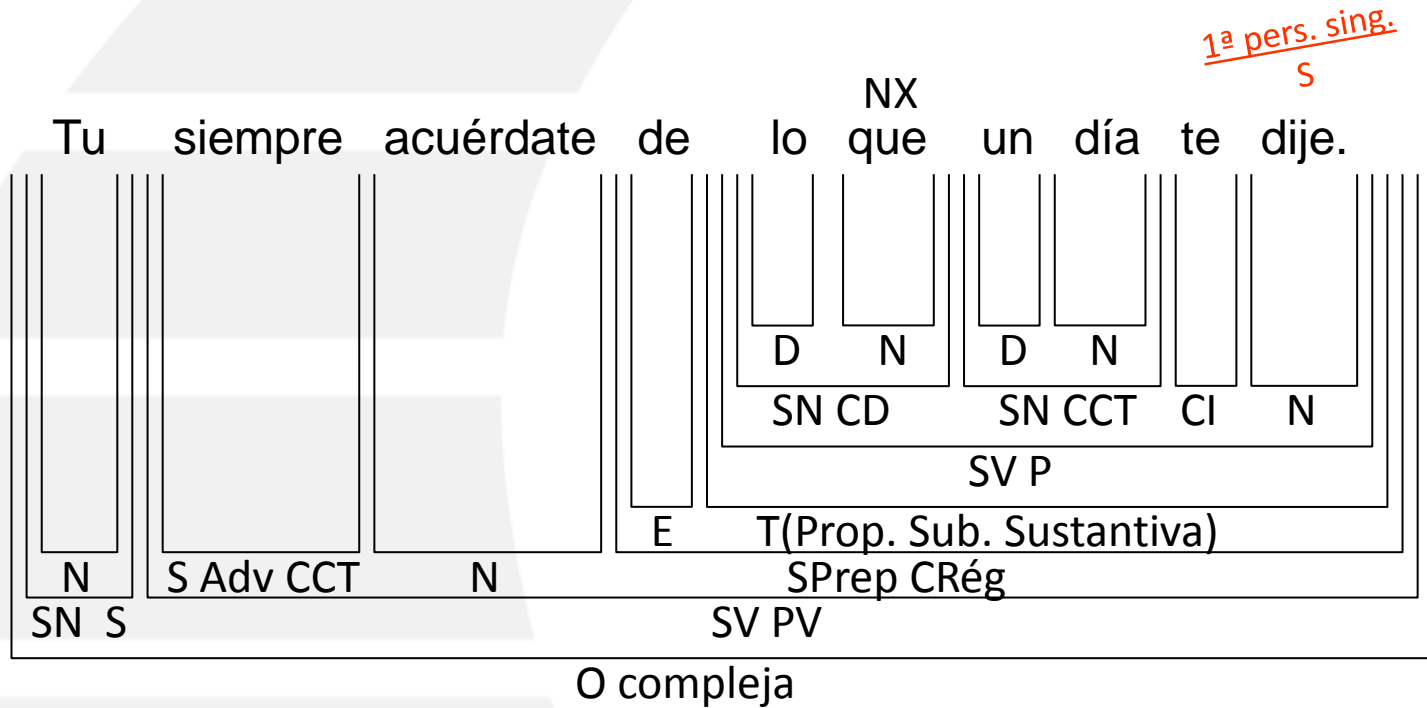 1ª pers. sing.
S
NX
Tu siempre acuérdate de lo que un día te dije.
D N D N
SN CD SN CCT CI N
SV P
E T(Prop. Sub. Sustantiva)
N S Adv CCT N SPrep CRég
SN S SV PV
O compleja